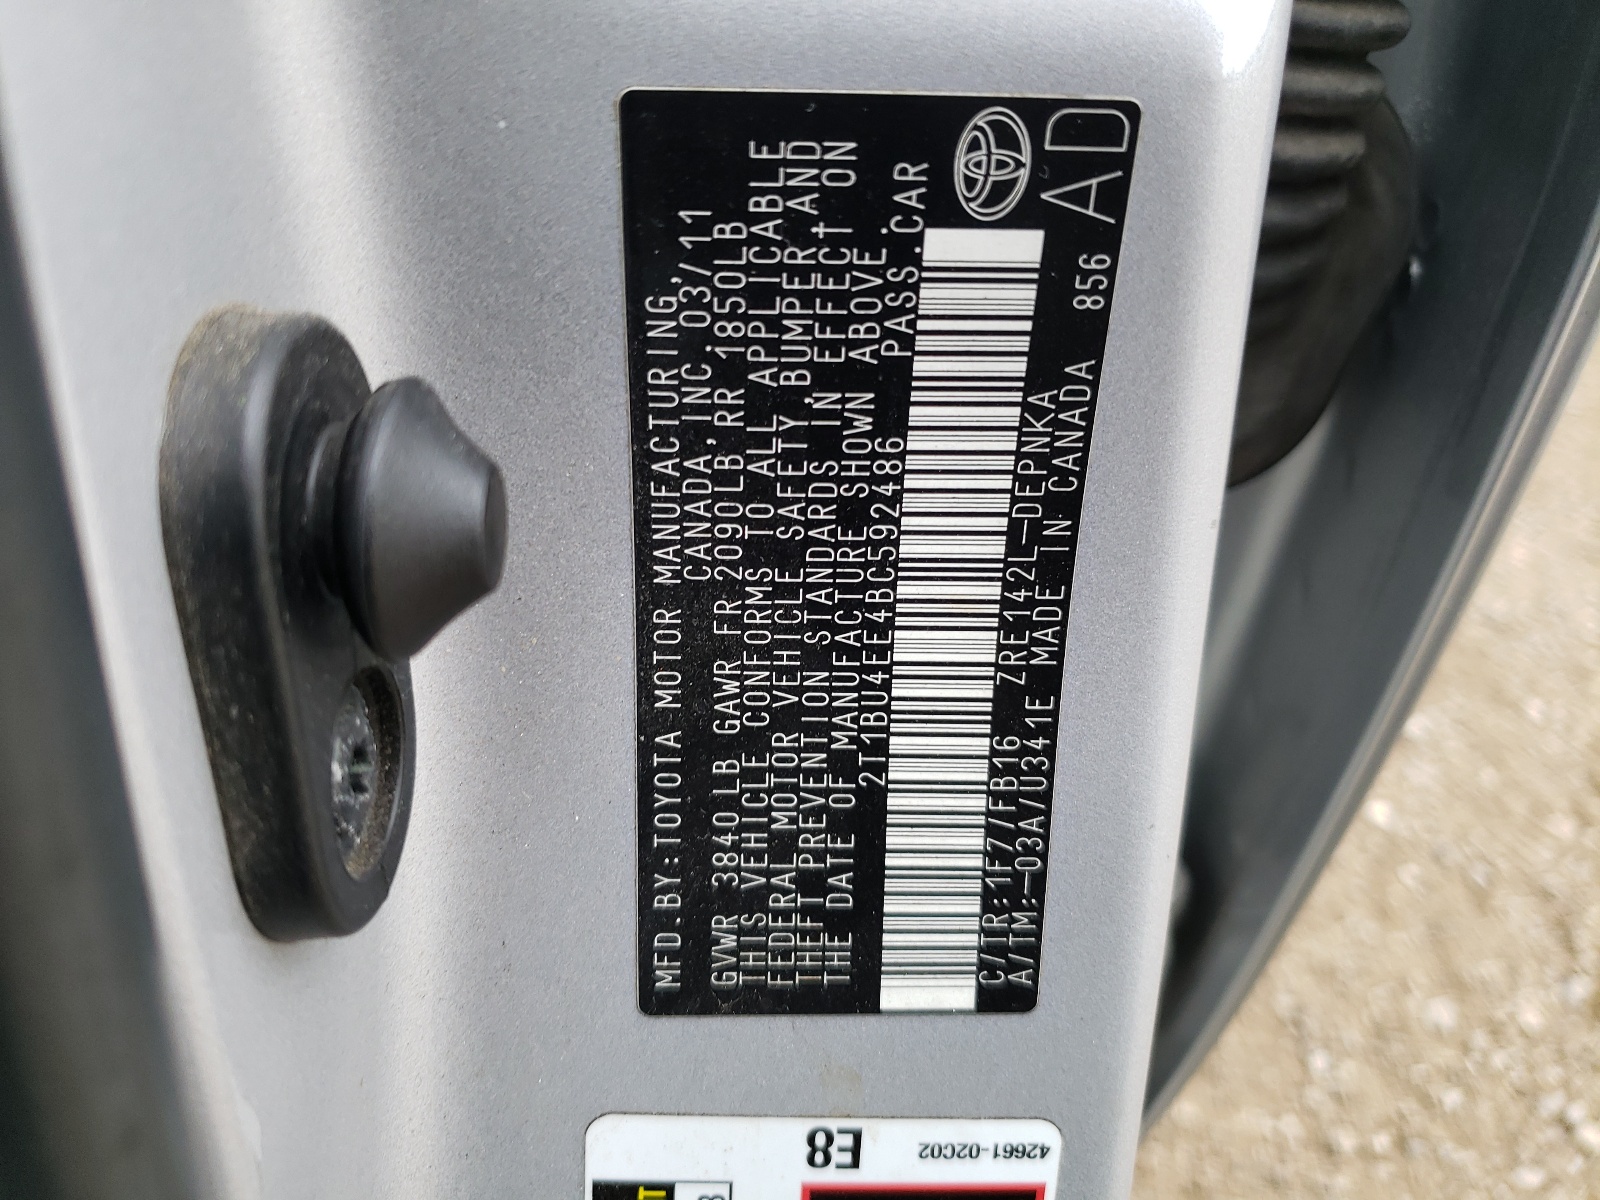 MFD.BY:TOYOTA MOTOR MANUFACTURING,
CANADA,INC.03/11
GVWR 3840LB GAWR FR 2090LB,RR 1850LB
THIS VEHICLE CONFORMS TO ALL APPLICABLE
FEDERAL MOTOR VEHICLE SAFETY,BUMPER,AND
THEFT PREVENTION STANDARDS IN EFFECT ON
THE DATE OF MANUFACTURE SHOWN ABOVE.
2T1BU4EE4BC592486 PASS.CAR
C/TR:1F7/FB16 ZRE142L-DEPNKA
A/TM:-03A/U341E MADE IN CANADA 856 AD
E8
42661-02C02